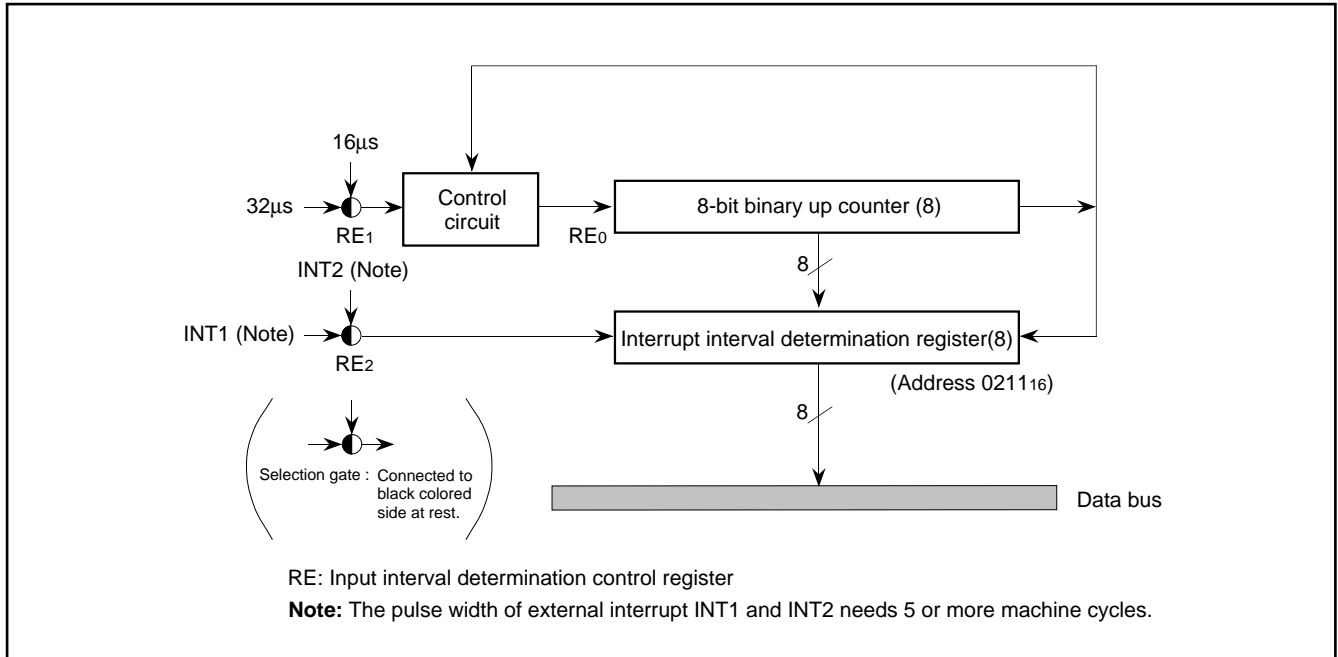 16µs
32µs
RE1
Control
circuit
RE0
8-bit binary up counter (8)
INT2 (Note)
8
INT1 (Note)
RE2
Interrupt interval determination register(8)
(Address 021116)
8
Selection gate : Connected to
black colored
side at rest.
Data bus
RE: Input interval determination control register
Note: The pulse width of external interrupt INT1 and INT2 needs 5 or more machine cycles.